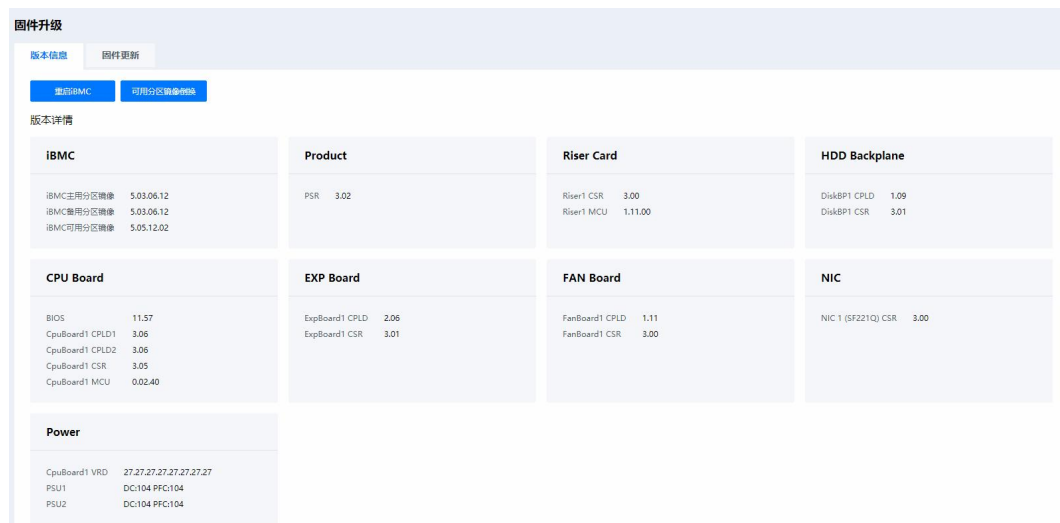 固件升级
版本信息 固件更新
重启iBMC 可用分区镜像倒换
版本详情
iBMC
iBMC主用分区镜像 5.03.06.12
iBMC备用分区镜像 5.03.06.12
iBMC可用分区镜像 5.05.12.02
Product
PSR 3.02
Riser Card
Riser1 CSR 3.00
Riser1 MCU 1.11.00
HDD Backplane
DiskBP1 CPLD 1.09
DiskBP1 CSR 3.01
CPU Board
BIOS 11.57
CpuBoard1 CPLD1 3.06
CpuBoard1 CPLD2 3.06
CpuBoard1 CSR 3.05
CpuBoard1 MCU 0.02.40
EXP Board
ExpBoard1 CPLD 2.06
ExpBoard1 CSR 3.01
FAN Board
FanBoard1 CPLD 1.11
FanBoard1 CSR 3.00
NIC
NIC 1 (SF221Q) CSR 3.00
Power
CpuBoard1 VRD 27.27.27.27.27.27.27.27
PSU1 DC:104 PFC:104
PSU2 DC:104 PFC:104